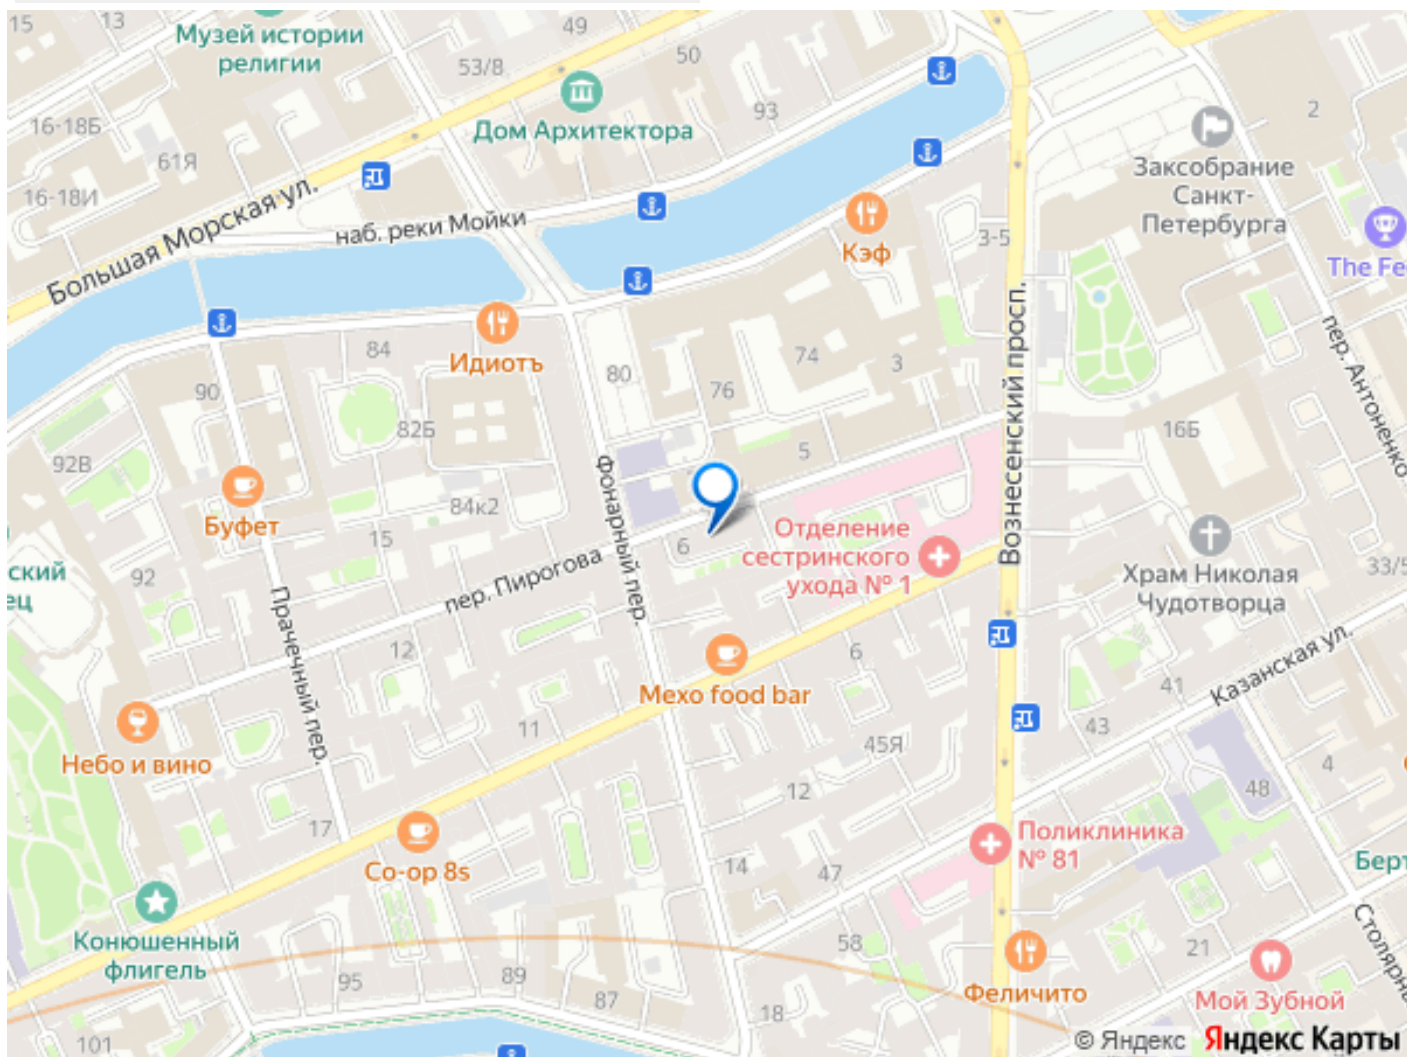 15
13
Музей истории
религии
49
53/8
50
Дом Архитектора
93
2
16-18Б
61Я
16-18И
Заксобрание
Санкт-
Петербурга
Большая Морская ул.
наб. реки Мойки
Кэф
3-5
The Fe
84
Идиотъ
80
74
3
76
90
82Б
Вознесенский просп.
пер. Антоненко
16Б
5
92В
Буфет
84к2
Фонарный пер.
15
6
Отделение
сестринского
ухода № 1
ский
ец
92
пер. Пирогова
Храм Николая
Чудотворца
33/5
Прачечный пер.
12
Mexo food bar
6
Казанская ул.
41
43
Небо и вино
11
45Я
12
4
48
17
Co-op 8s
Поликлиника
№ 81
14
47
Берт
Конюшенный
флигель
58
21
Столярн
95
89
87
Феличито
18
Мой Зубной
101
© Яндекс Яндекс Карты